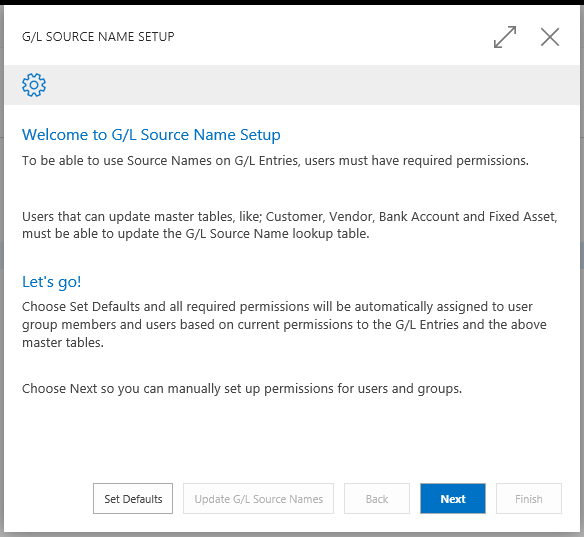 G/L SOURCE NAME SETUP
Welcome to G/L Source Name Setup
To be able to use Source Names on G/L Entries, users must have required permissions.
Users that can update master tables, like; Customer, Vendor, Bank Account and Fixed Asset,
must be able to update the G/L Source Name lookup table.
Let's go!
Choose Set Defaults and all required permissions will be automatically assigned to user
group members and users based on current permissions to the G/L Entries and the above
master tables.
Choose Next so you can manually set up permissions for users and groups.
Set Defaults Update G/L Source Names Back Next Finish